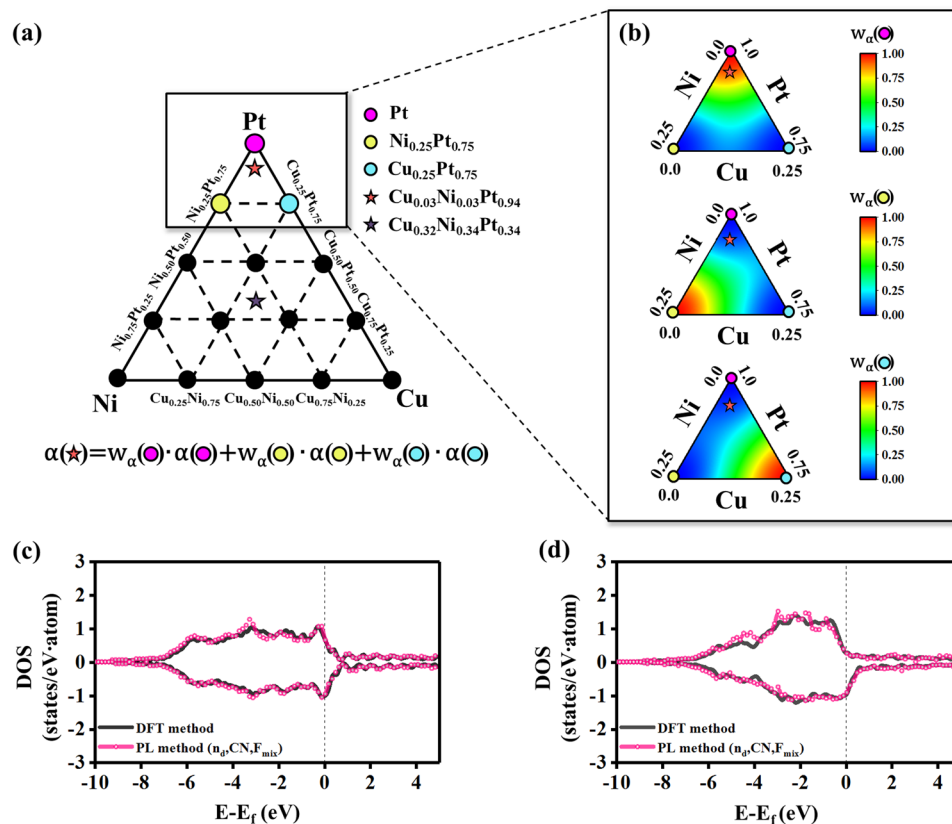 (a)
Pt
Pt
Ni0.25Pt0.75
Cu0.25Pt0.75
Cu0.03Ni0.03Pt0.94
Cu0.32Ni0.34Pt0.34
Ni0.25Pt0.75
Ni0.50Pt0.50
Ni0.75Pt0.25
Cu0.25Pt0.75
Cu0.50Pt0.50
Cu0.75Pt0.25
Ni
Cu0.25Ni0.75
Cu0.50Ni0.50
Cu0.75Ni0.25
Cu
α(★)=wα(●)·α(●)+wα(●)·α(●)+wα(●)·α(●)
(b)
wα(●)
0.0
1.0
Ni
Pt
0.25
0.75
0.0
0.25
Cu
1.00
0.75
0.50
0.25
0.00
wα(●)
0.0
1.0
Ni
Pt
0.25
0.75
0.0
0.25
Cu
1.00
0.75
0.50
0.25
0.00
wα(●)
0.0
1.0
Ni
Pt
0.25
0.75
0.0
0.25
Cu
1.00
0.75
0.50
0.25
0.00
(c)
DOS
(states/eV·atom)
3
2
1
0
-1
-2
-3
DFT method
PL method (nd,CN,Fmix)
-10 -8 -6 -4 -2 0 2 4
E-Ef (eV)
(d)
DOS
(states/eV·atom)
3
2
1
0
-1
-2
-3
DFT method
PL method (nd,CN,Fmix)
-10 -8 -6 -4 -2 0 2 4
E-Ef (eV)